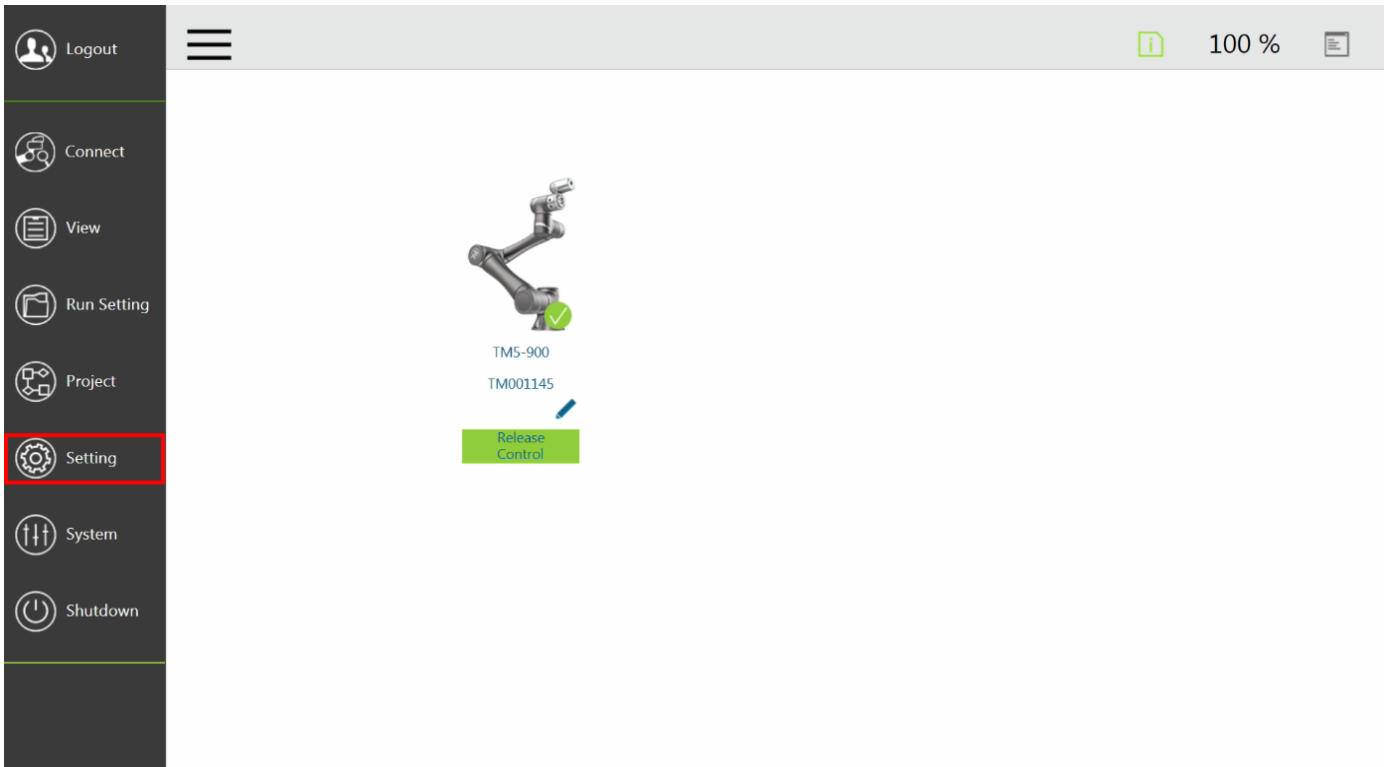 Logout
100 %
Connect
View
Run Setting
Project
Setting
System
Shutdown
TM5-900
TM001145
Release
Control